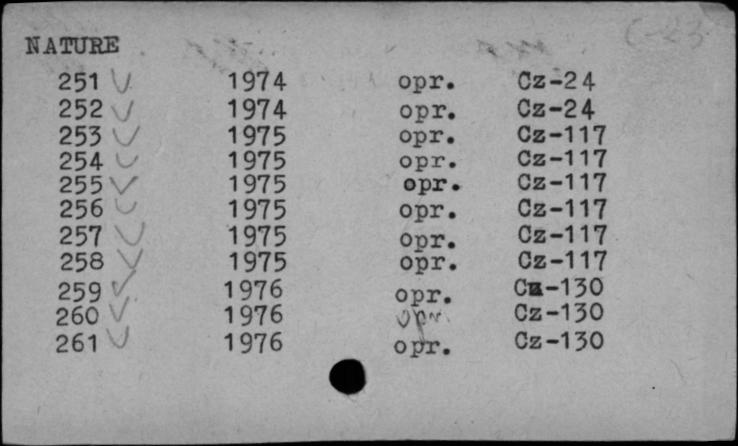 C-23
NATURE
251 V 1974 opr. Cz-24
252 V 1974 opr. Cz-24
253 V 1975 opr. Cz-117
254 V 1975 opr. Cz-117
255 V 1975 opr. Cz-117
256 V 1975 opr. Cz-117
257 V 1975 opr. Cz-117
258 V 1975 opr. Cz-117
259 V 1976 opr. Cz-130
260 V 1976 opr. Cz-130
261 V 1976 opr. Cz-130